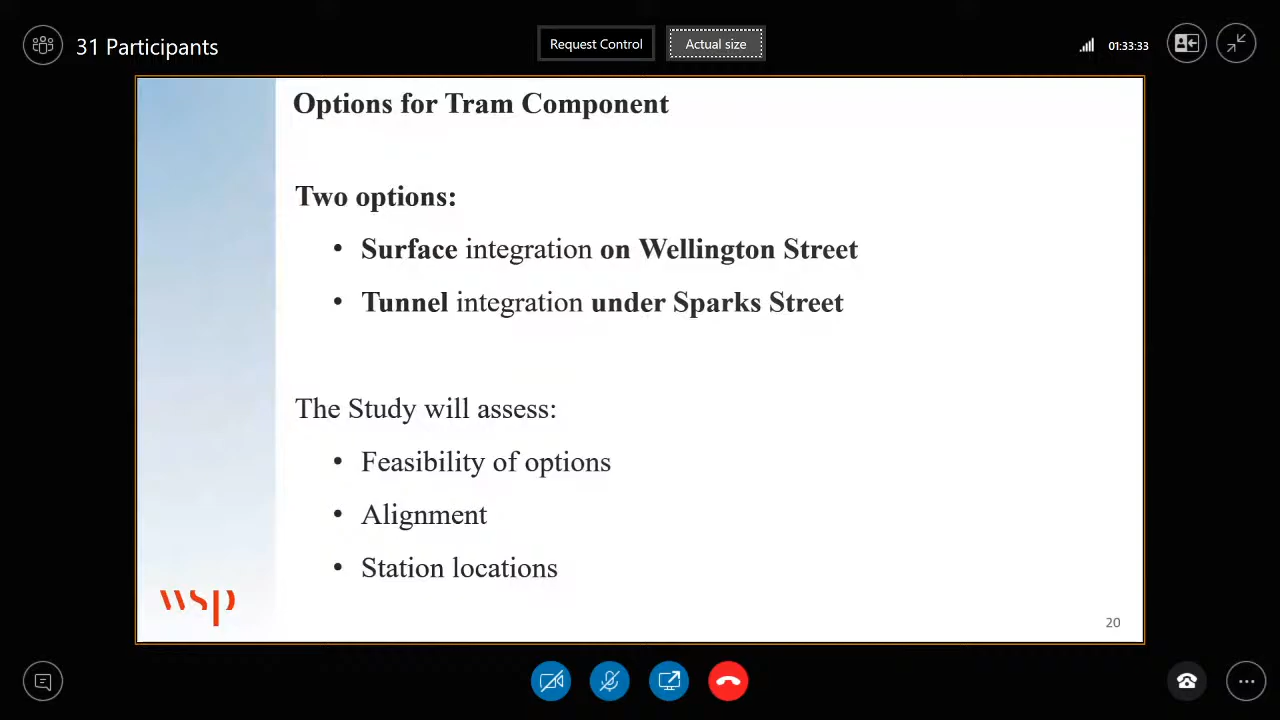 31 Participants
Request Control
Actual size
01:33:33
Options for Tram Component
Two options:
• Surface integration on Wellington Street
• Tunnel integration under Sparks Street
The Study will assess:
• Feasibility of options
• Alignment
• Station locations
wsp
20